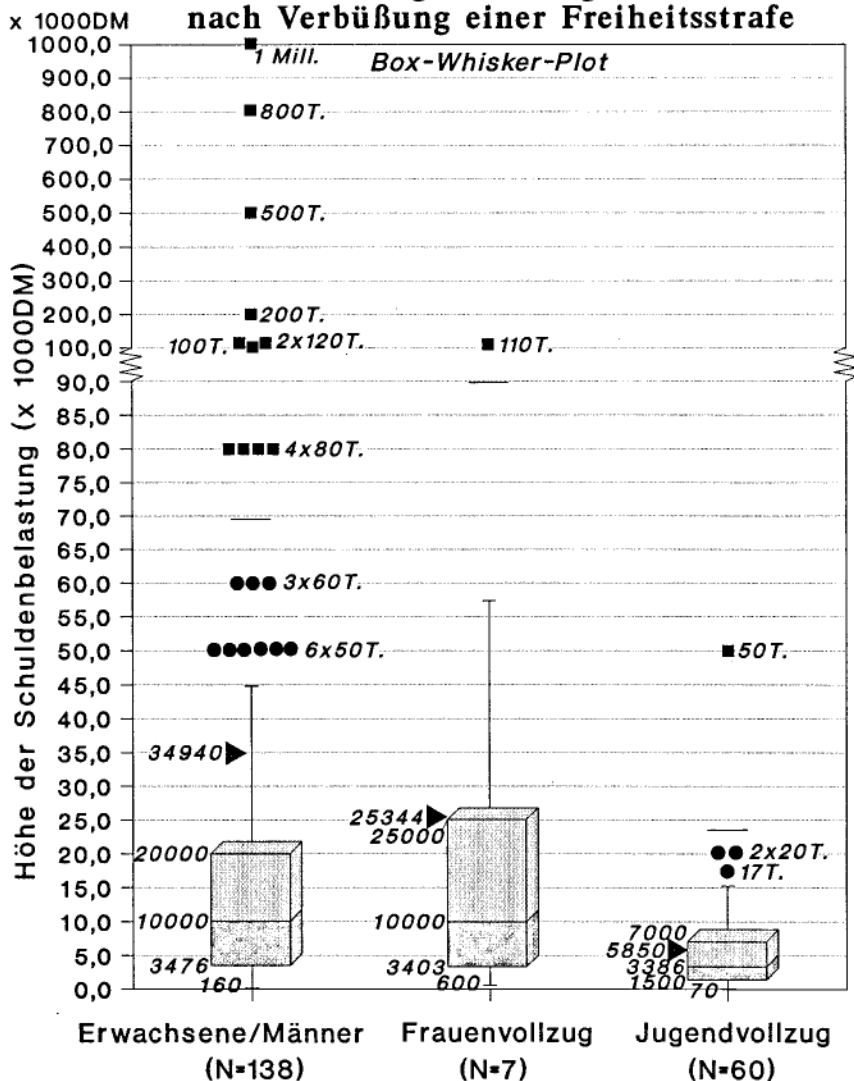 x 1000DM
nach Verbüßung einer Freiheitsstrafe
Box-Whisker-Plot
Höhe der Schuldenbelastung (x 1000DM)
1000,0
900,0
800,0
700,0
600,0
500,0
400,0
300,0
200,0
100,0
90,0
85,0
80,0
75,0
70,0
65,0
60,0
55,0
50,0
45,0
40,0
35,0
30,0
25,0
20,0
15,0
10,0
5,0
0,0
1 Mill.
800T.
500T.
200T.
100T.
2x120T.
4x80T.
3x60T.
6x50T.
34940
20000
10000
3476
160
110T.
25344
25000
10000
3403
600
50T.
2x20T.
17T.
7000
5850
3386
1500
70
Erwachsene/Männer
(N=138)
Frauenvollzug
(N=7)
Jugendvollzug
(N=60)